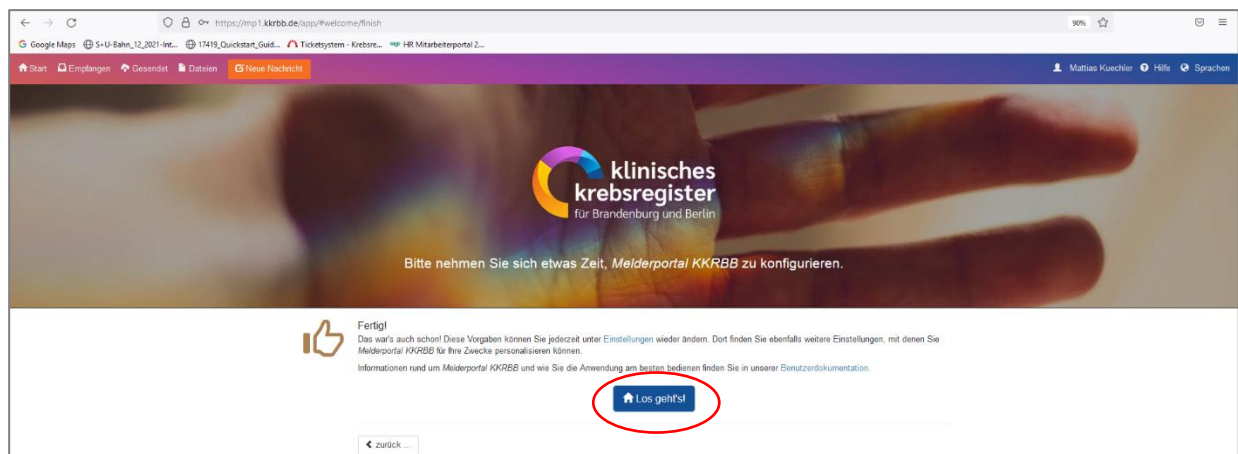 https://mp1.kkrbb.de/app/#welcome/finish
90%
Google Maps S+U-Bahn_12_2021-Int... 17419_Quickstart_Guid... Ticketsystem - Krebsre... HR Mitarbeiterportal 2...
Start Empfangen Gesendet Dateien Neue Nachricht Mattias Kuechler Hilfe Sprachen
klinisches
krebsregister
für Brandenburg und Berlin
Bitte nehmen Sie sich etwas Zeit, Melderportal KKRBB zu konfigurieren.
Fertig!
Das war's auch schon! Diese Vorgaben können Sie jederzeit unter Einstellungen wieder ändern. Dort finden Sie ebenfalls weitere Einstellungen, mit denen Sie
Melderportal KKRBB für Ihre Zwecke personalisieren können.
Informationen rund um Melderportal KKRBB und wie Sie die Anwendung am besten bedienen finden Sie in unserer Benutzerdokumentation.
Los geht's!
zurück ...